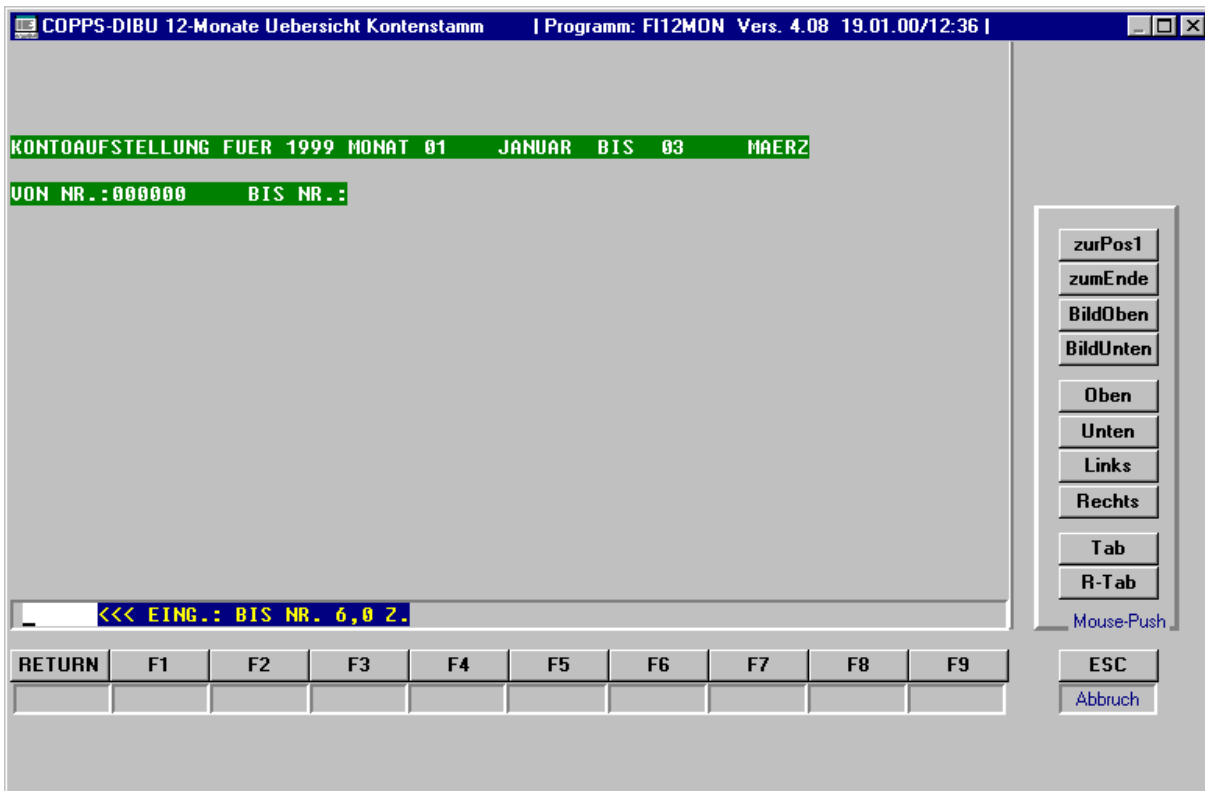 COPPS-DIBU 12-Monate Uebersicht Kontenstamm | Programm: FI12MON Vers. 4.08 19.01.00/12:36 |
KONTOAUFSTELLUNG FUER 1999 MONAT 01 JANUAR BIS 03 MAERZ
VON NR.:000000 BIS NR.:
zurPos1
zumEnde
BildOben
BildUnten
Oben
Unten
Links
Rechts
Tab
R-Tab
Mouse-Push
<<< EING.: BIS NR. 6,0 Z.
RETURN F1 F2 F3 F4 F5 F6 F7 F8 F9 ESC
Abbruch